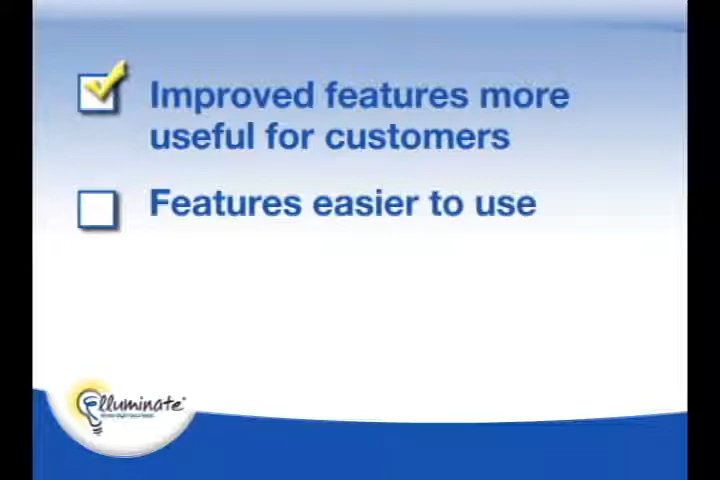 Improved features more
useful for customers
Features easier to use
elluminate